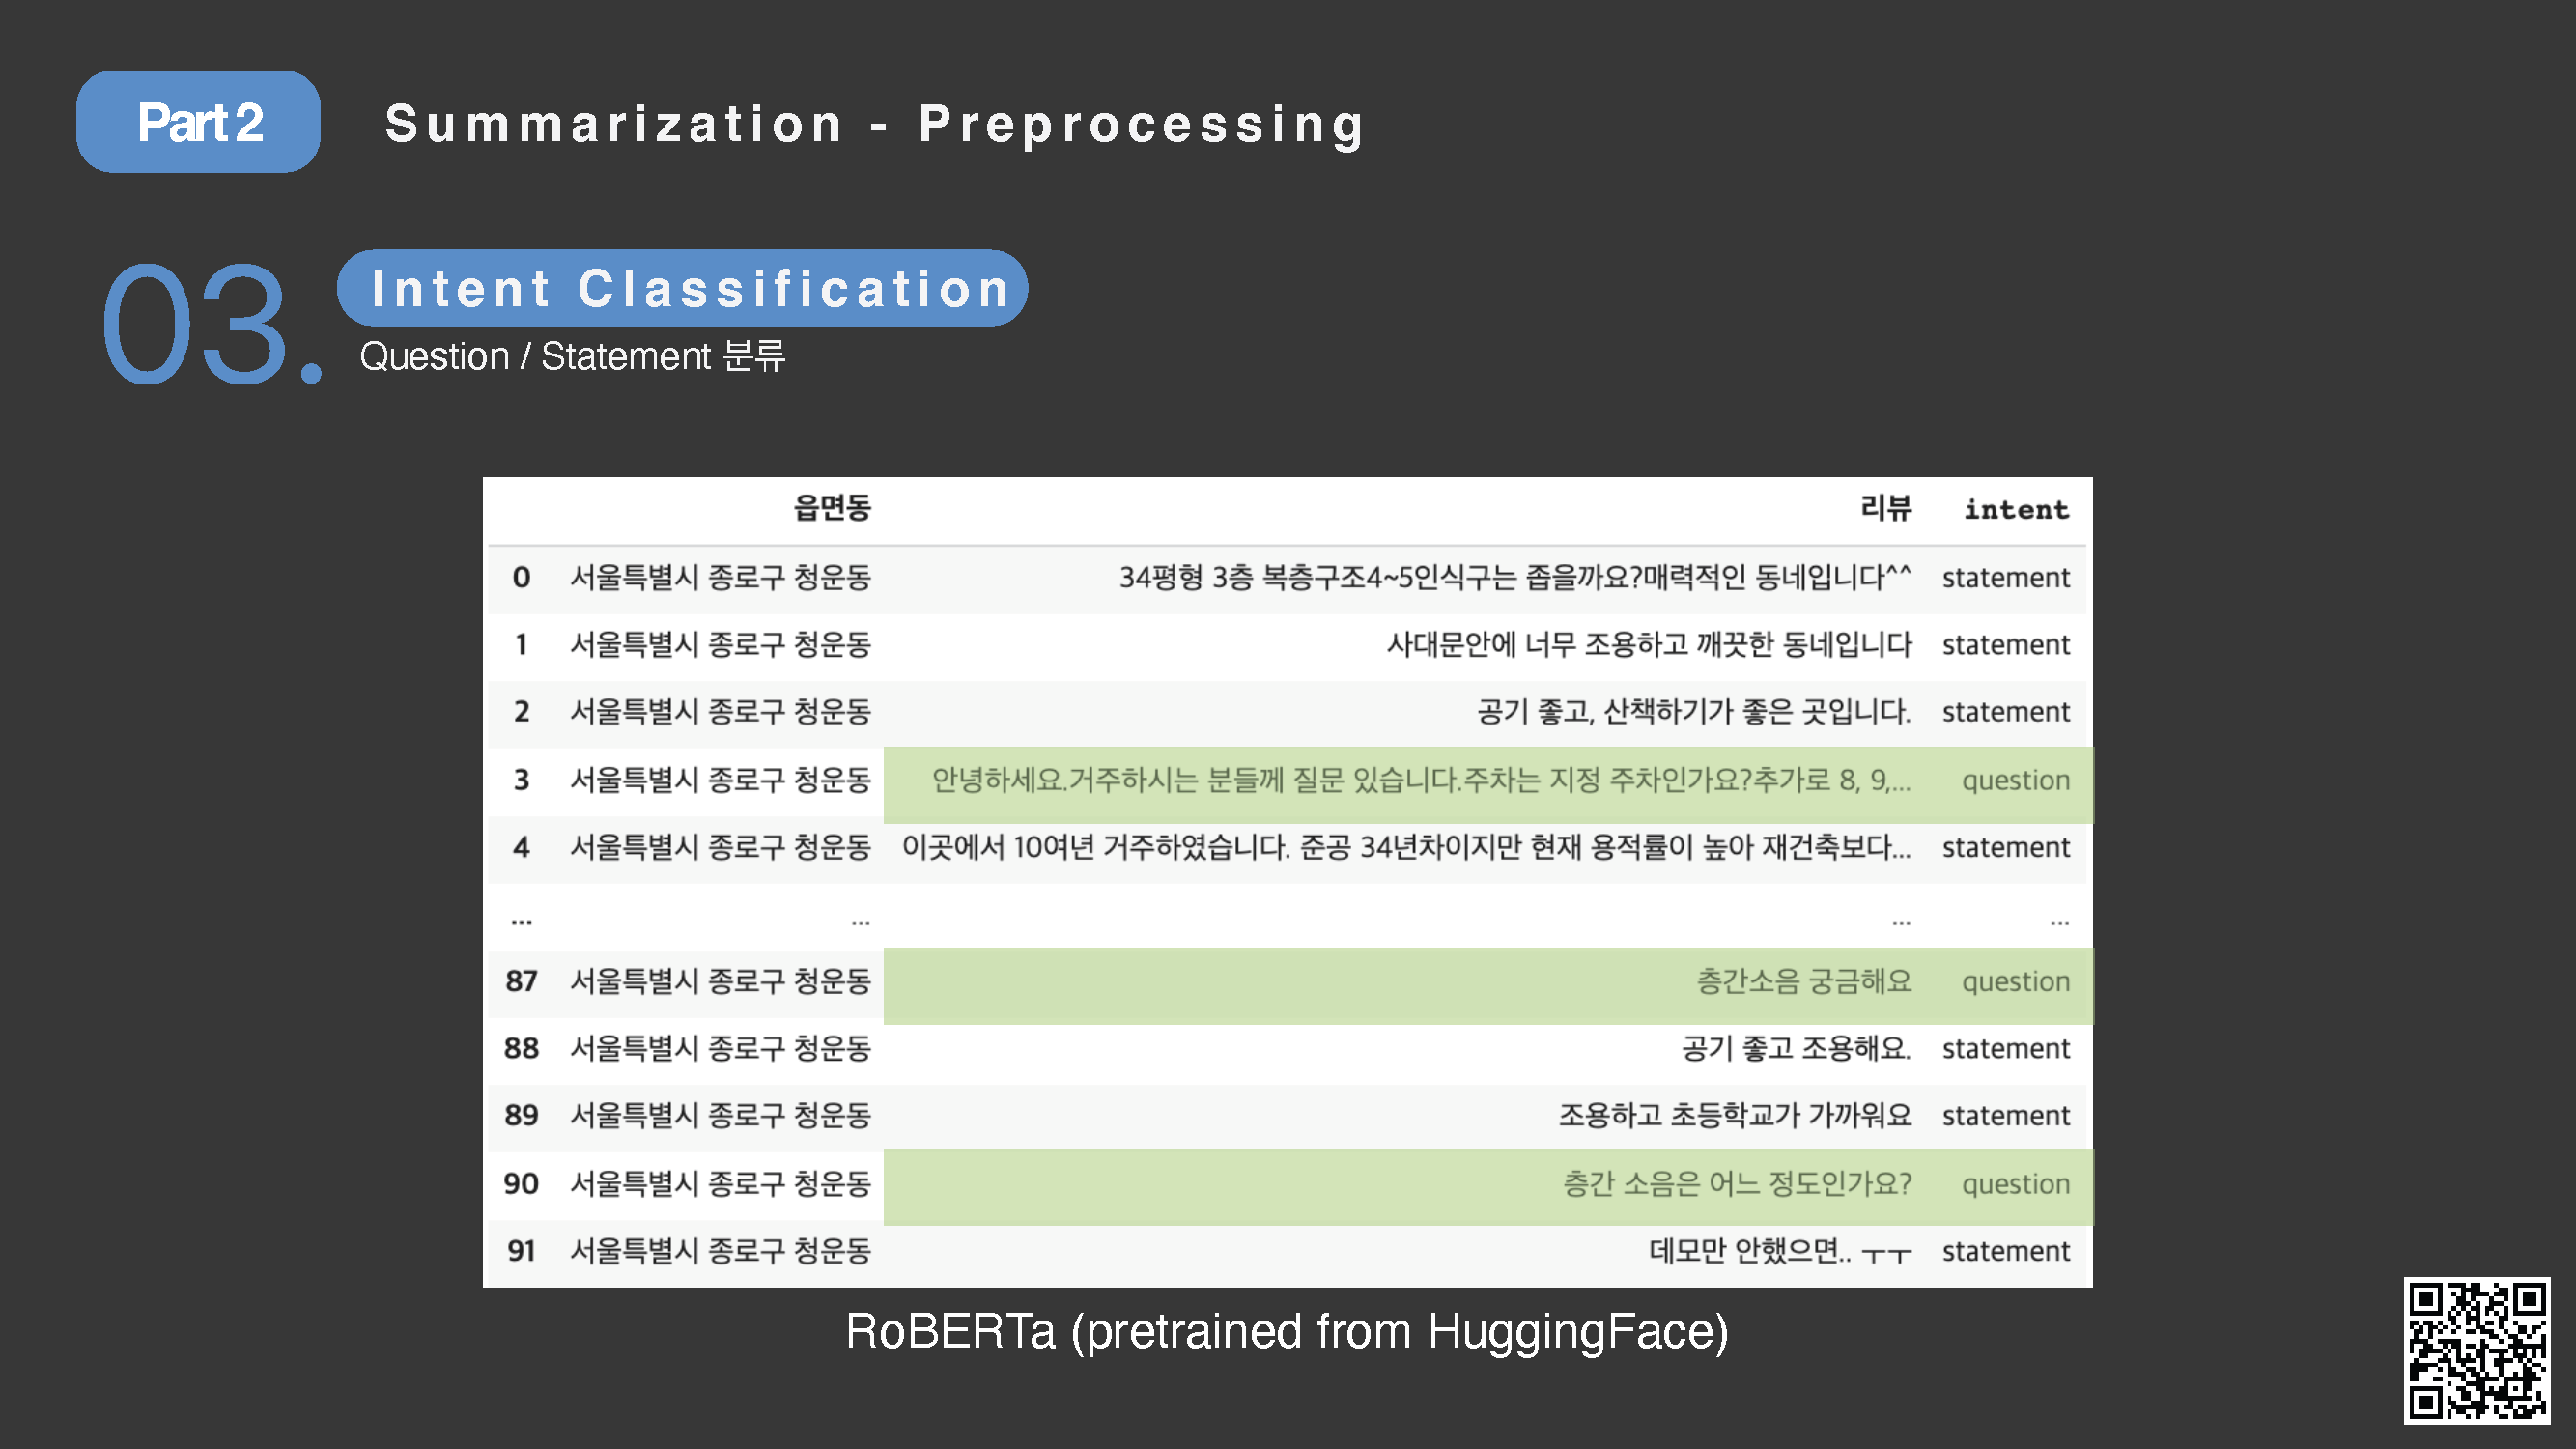 Part 2
Summarization - Preprocessing
03.
Intent Classification
Question / Statement 분류
읍면동 리뷰 intent
0 서울특별시 종로구 청운동 34평형 3층 복층구조4~5인식구는 좁을까요?매력적인 동네입니다^^ statement
1 서울특별시 종로구 청운동 사대문안에 너무 조용하고 깨끗한 동네입니다 statement
2 서울특별시 종로구 청운동 공기 좋고, 산책하기가 좋은 곳입니다. statement
3 서울특별시 종로구 청운동 안녕하세요.거주하시는 분들께 질문 있습니다.주차는 지정 주차인가요?추가로 8, 9,... question
4 서울특별시 종로구 청운동 이곳에서 10여년 거주하였습니다. 준공 34년차이지만 현재 용적률이 높아 재건축보다... statement
... ... ... ...
87 서울특별시 종로구 청운동 층간소음 궁금해요 question
88 서울특별시 종로구 청운동 공기 좋고 조용해요. statement
89 서울특별시 종로구 청운동 조용하고 초등학교가 가까워요 statement
90 서울특별시 종로구 청운동 층간 소음은 어느 정도인가요? question
91 서울특별시 종로구 청운동 데모만 안했으면.. ㅜㅜ statement
RoBERTa (pretrained from HuggingFace)